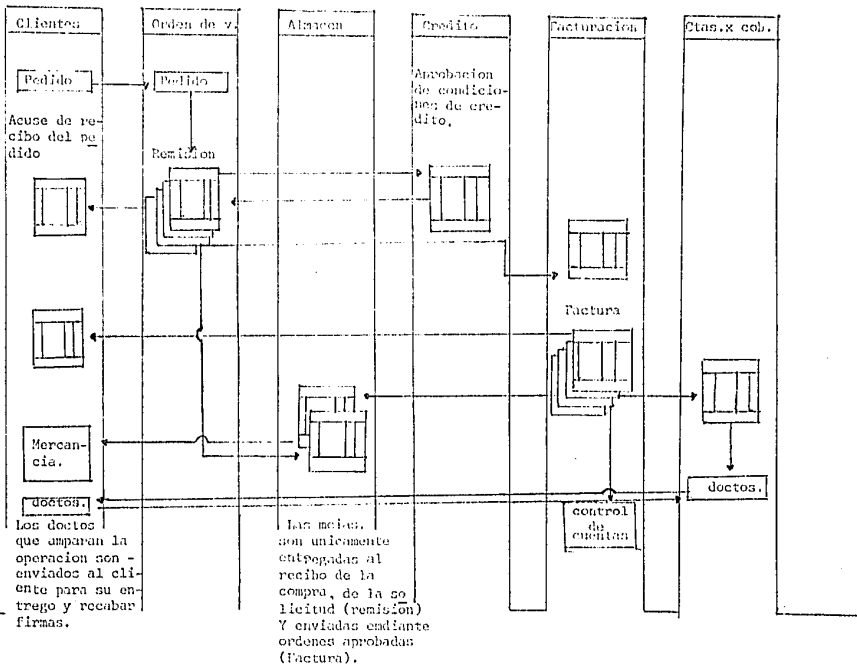 Clientes
Orden de v.
Almacen
Credito
Facturacion
Ctas.x cob.
Pedido
Pedido
Aprobacion
de condicio-
nes de cre-
dito.
Acuse de re-
cibo del pe
dido
Remision
Factura
Mercan-
cia.
doctos.
doctos.
control
de
cuentas
Los doctos
que amparan la
operacion son -
enviados al cli-
ente para su en-
trego y recabar
firmas.
Las mcias.
son unicamente
entregadas al
recibo de la
compra, de la so
licitud (remision)
Y enviadas emdiante
ordenes aprobadas
(Factura).